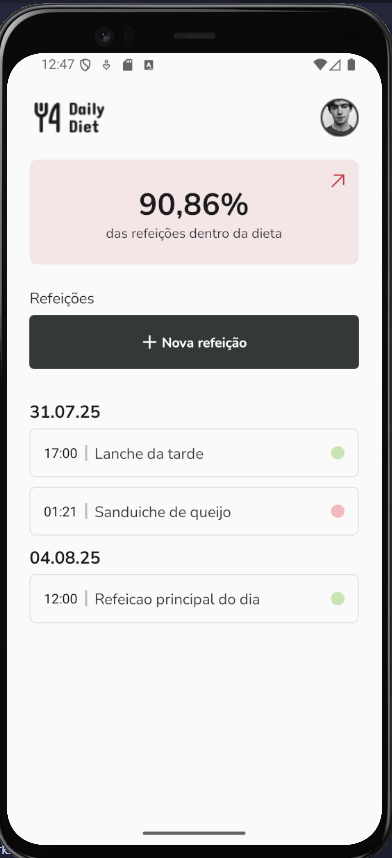 12:47
Daily
Diet
90,86%
das refeições dentro da dieta
Refeições
+ Nova refeição
31.07.25
17:00 | Lanche da tarde
01:21 | Sanduiche de queijo
04.08.25
12:00 | Refeicao principal do dia